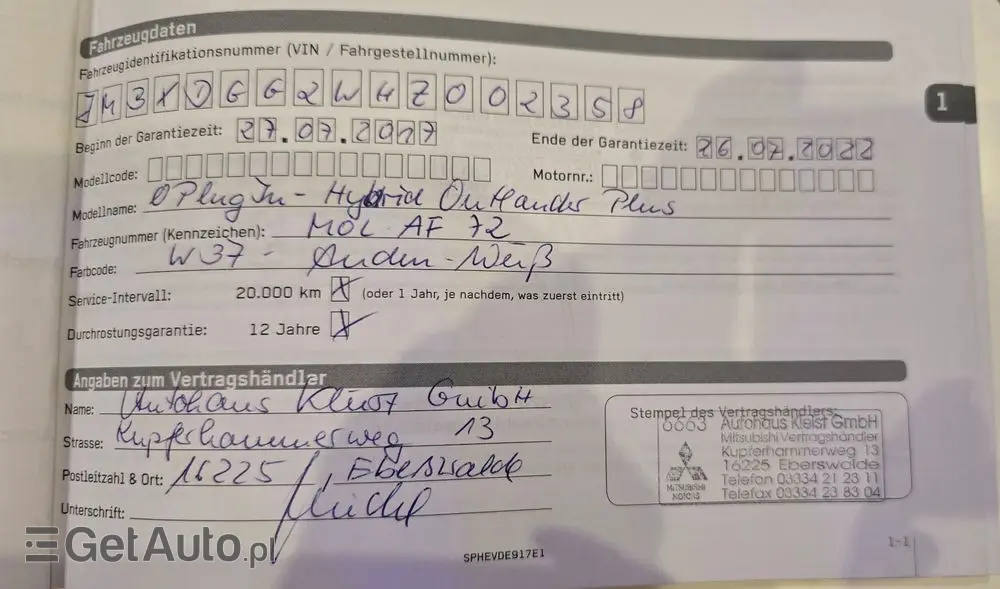 Fahrzeugdaten
Fahrzeugidentifikationsnummer (VIN / Fahrgestellnummer):
JM3XDGG2WHZ002358
1
Beginn der Garantiezeit: 27.07.2017 Ende der Garantiezeit: 26.07.2022
Modellcode: Motornr.:
Modellname: PlugIn-Hybrid Outlander Plus
Fahrzeugnummer (Kennzeichen): MOL AF 72
Farbcode: W37 - Anden-Weiß
Service-Intervall: 20.000 km X (oder 1 Jahr, je nachdem, was zuerst eintritt)
Durchrostungsgarantie: 12 Jahre X
Angaben zum Vertragshändler
Name: Autohaus Kleist GmbH
Straße: Kupferhammerweg 13
Postleitzahl & Ort: 16225, Eberswalde
Unterschrift:
Stempel des Vertragshändlers:
6663 Autohaus Kleist GmbH
Mitsubishi Vertragshändler
Kupferhammerweg 13
16225 Eberswalde
Telefon 03334 21 23 11
Telefax 03334 23 83 04
MITSUBISHI
MOTORS
SPHEVDE917E1
1-1
GetAuto.pl